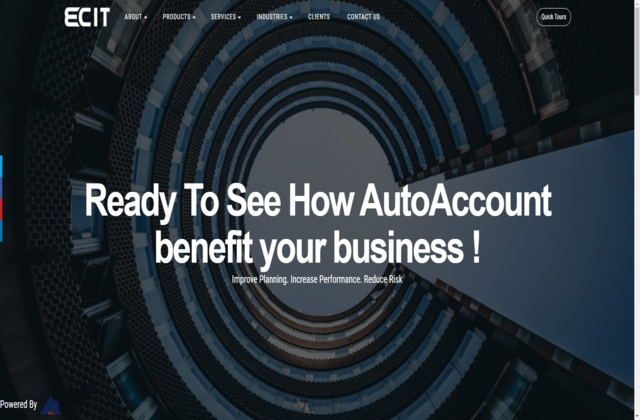 ECIT
ABOUT
PRODUCTS
SERVICES
INDUSTRIES
CLIENTS
CONTACT US
Quick Tours
Ready To See How AutoAccount
benefit your business !
Improve Planning. Increase Performance. Reduce Risk
Powered By